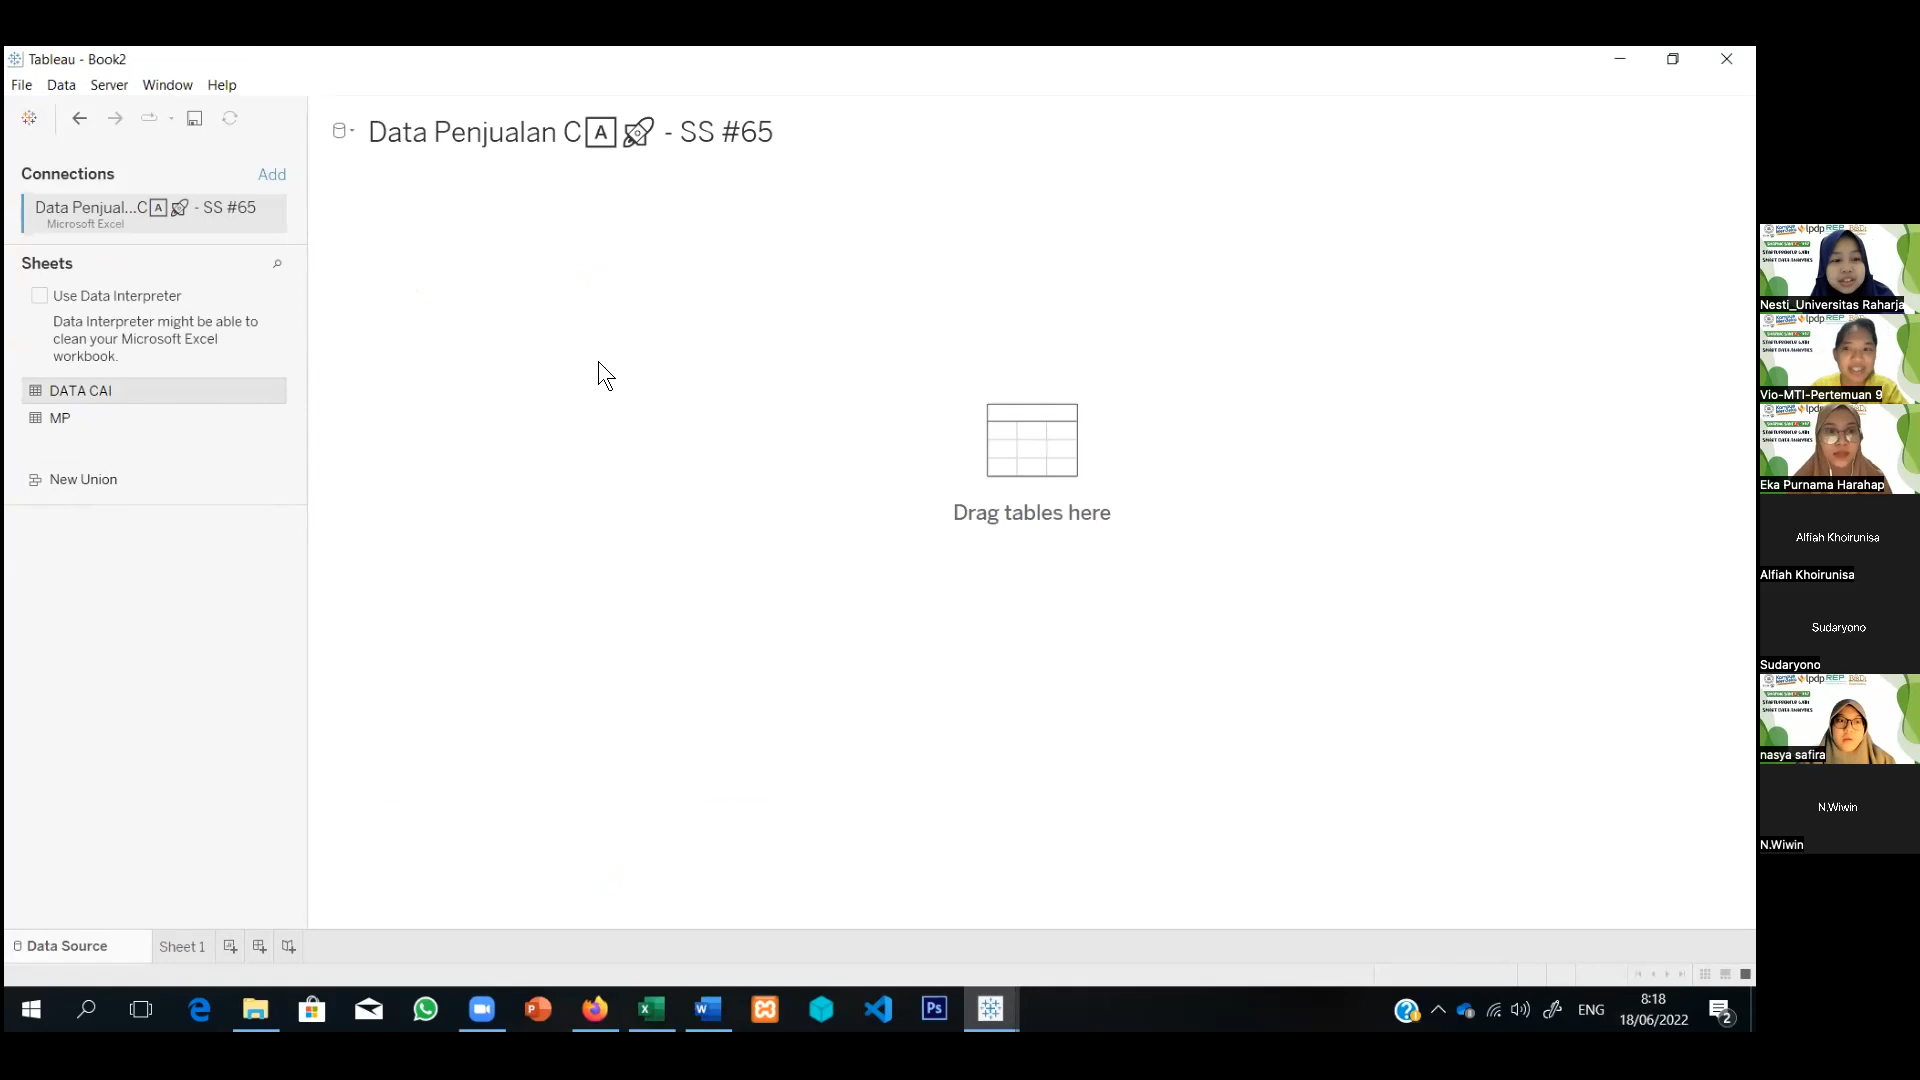 Tableau - Book2
File Data Server Window Help
Data Penjualan C🄰🚀 - SS #65
Connections Add
Data Penjual...C🄰🚀 - SS #65
Microsoft Excel
Sheets
Use Data Interpreter
Data Interpreter might be able to
clean your Microsoft Excel
workbook.
DATA CAI
MP
New Union
Drag tables here
Data Source Sheet 1
ENG
8:18
18/06/2022
2
Nesti_Universitas Raharja
Vio-MTI-Pertemuan 9
Eka Purnama Harahap
Alfiah Khoirunisa
Alfiah Khoirunisa
Sudaryono
Sudaryono
nasya safira
N.Wiwin
N.Wiwin